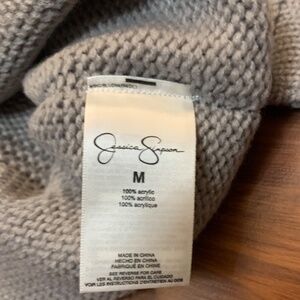 Jessica Simpson
M
100% acrylic
100% acrílico
100% acrylique
MADE IN CHINA
HECHO EN CHINA
FABRIQUÉ EN CHINE
SEE REVERSE FOR CARE
VER AL REVERSO PARA EL CUIDADO
VOIR LES INSTRUCTIONS D'ENTRETIEN AU DOS